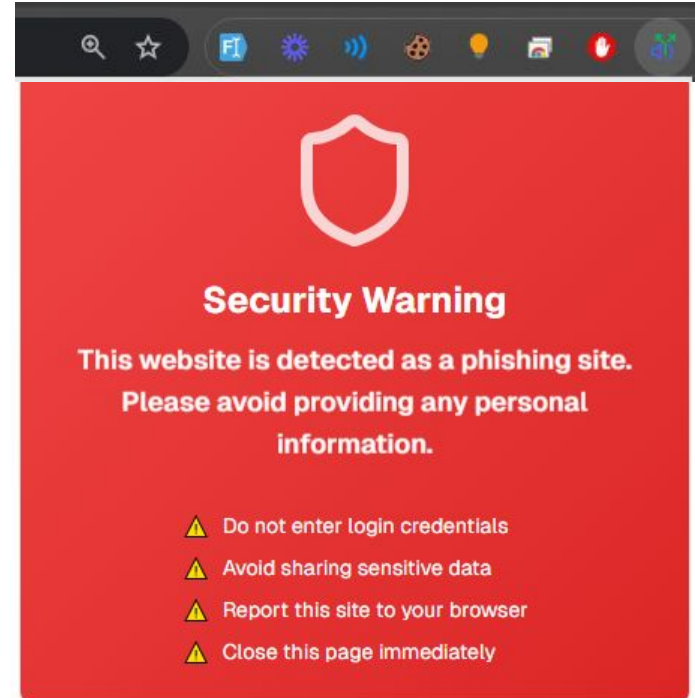 FI
Security Warning
This website is detected as a phishing site.
Please avoid providing any personal
information.
Do not enter login credentials
Avoid sharing sensitive data
Report this site to your browser
Close this page immediately